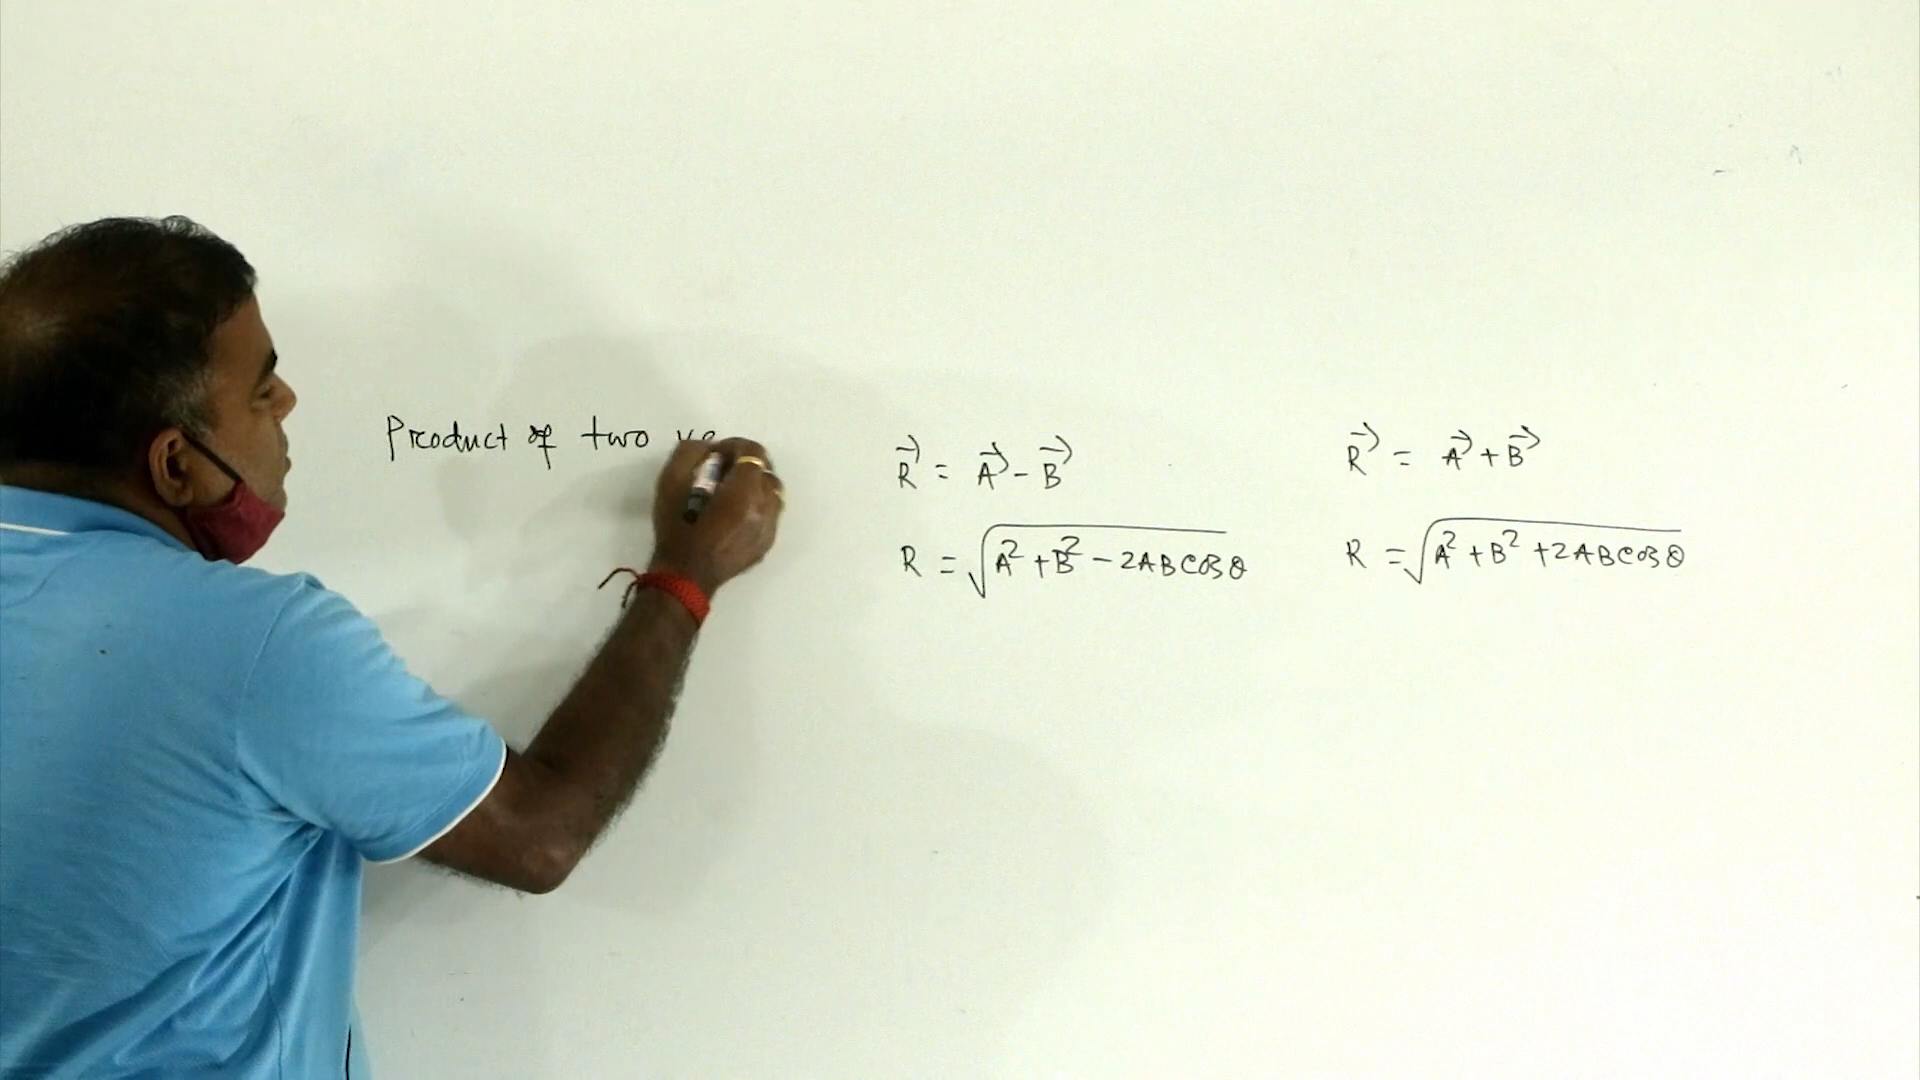 Product of two ve
R⃗ = A⃗ - B⃗
R = √(A² + B² - 2ABCosθ)
R⃗ = A⃗ + B⃗
R = √(A² + B² + 2ABCosθ)